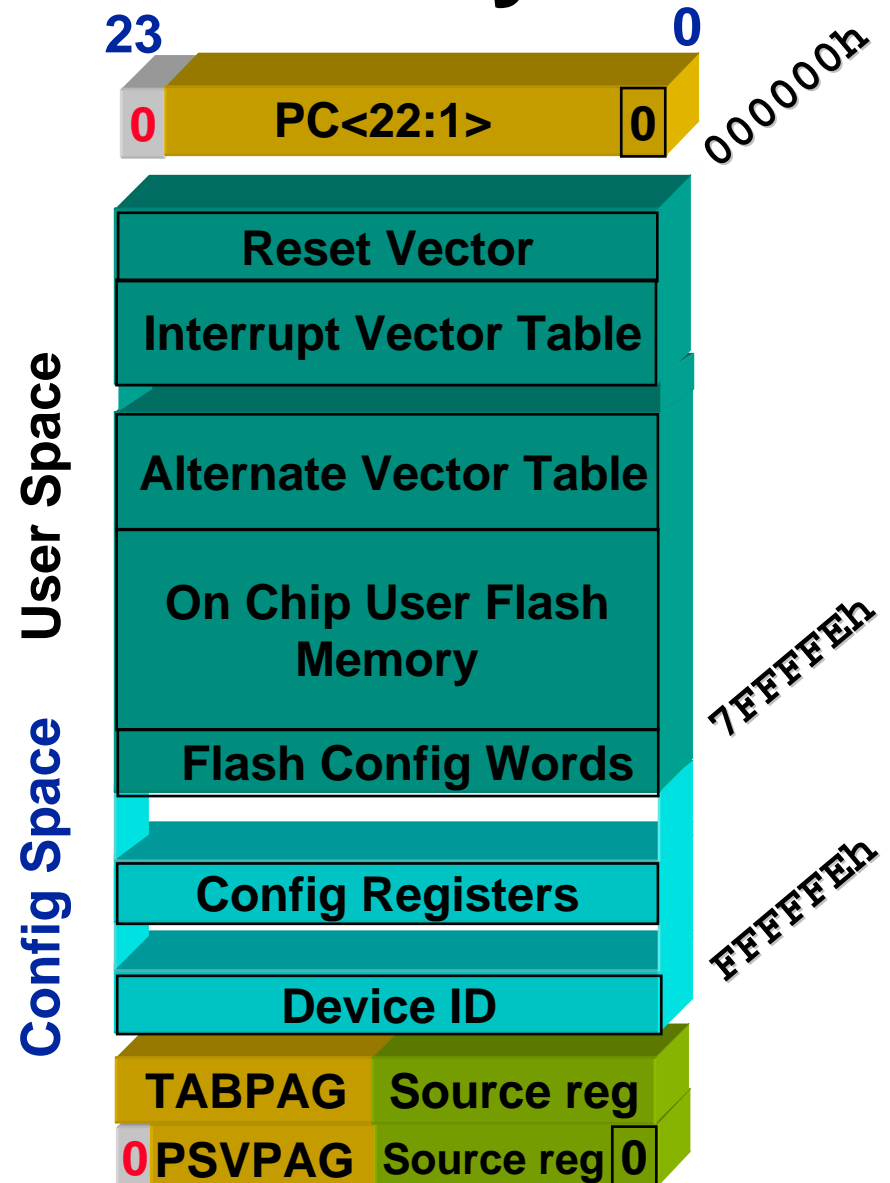 23 0
0 PC<22:1> 0
000000h
Reset Vector
Interrupt Vector Table
User Space
Alternate Vector Table
On Chip User Flash
Memory
7FFFFEh
Flash Config Words
Config Space
Config Registers
FFFFFEh
Device ID
TABPAG Source reg
0 PSVPAG Source reg 0